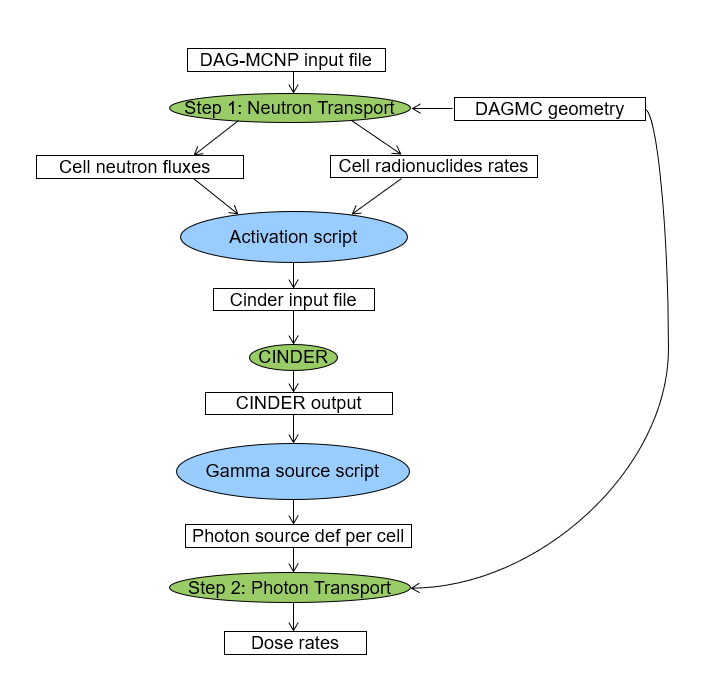 DAG-MCNP input file
Step 1: Neutron Transport
DAGMC geometry
Cell neutron fluxes
Cell radionuclides rates
Activation script
Cinder input file
CINDER
CINDER output
Gamma source script
Photon source def per cell
Step 2: Photon Transport
Dose rates